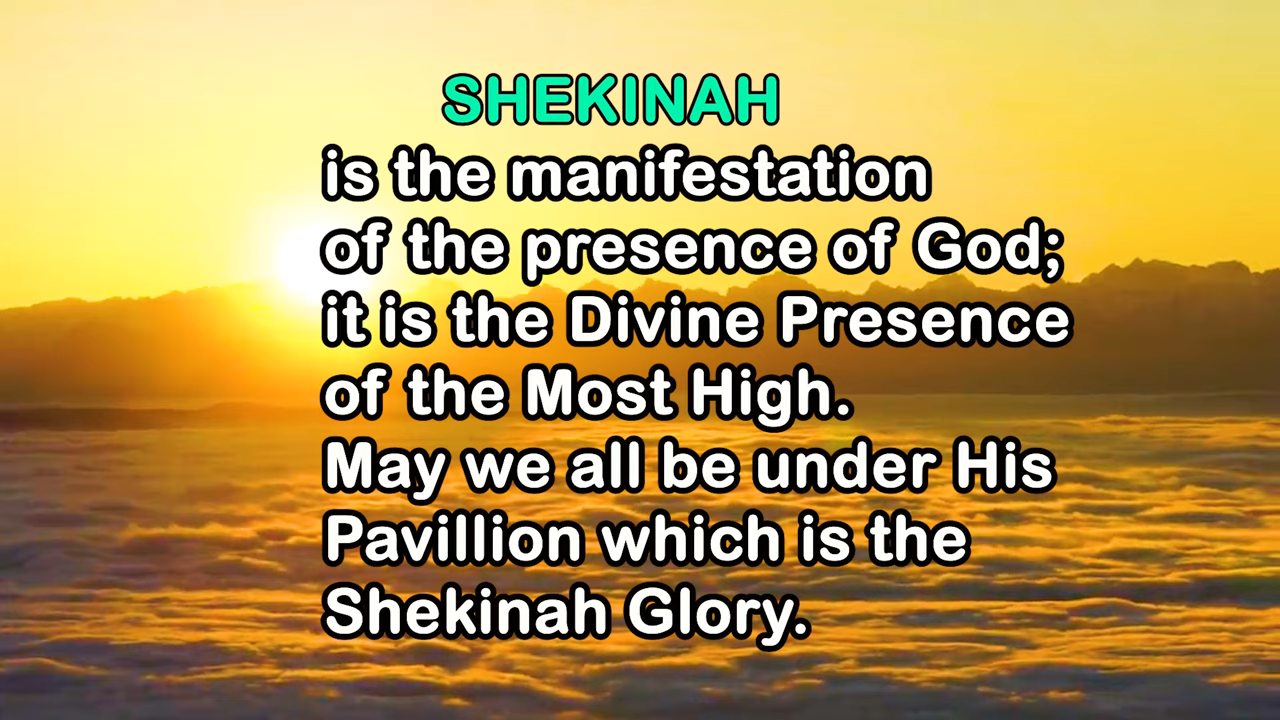 SHEKINAH
is the manifestation
of the presence of God;
it is the Divine Presence
of the Most High.
May we all be under His
Pavillion which is the
Shekinah Glory.